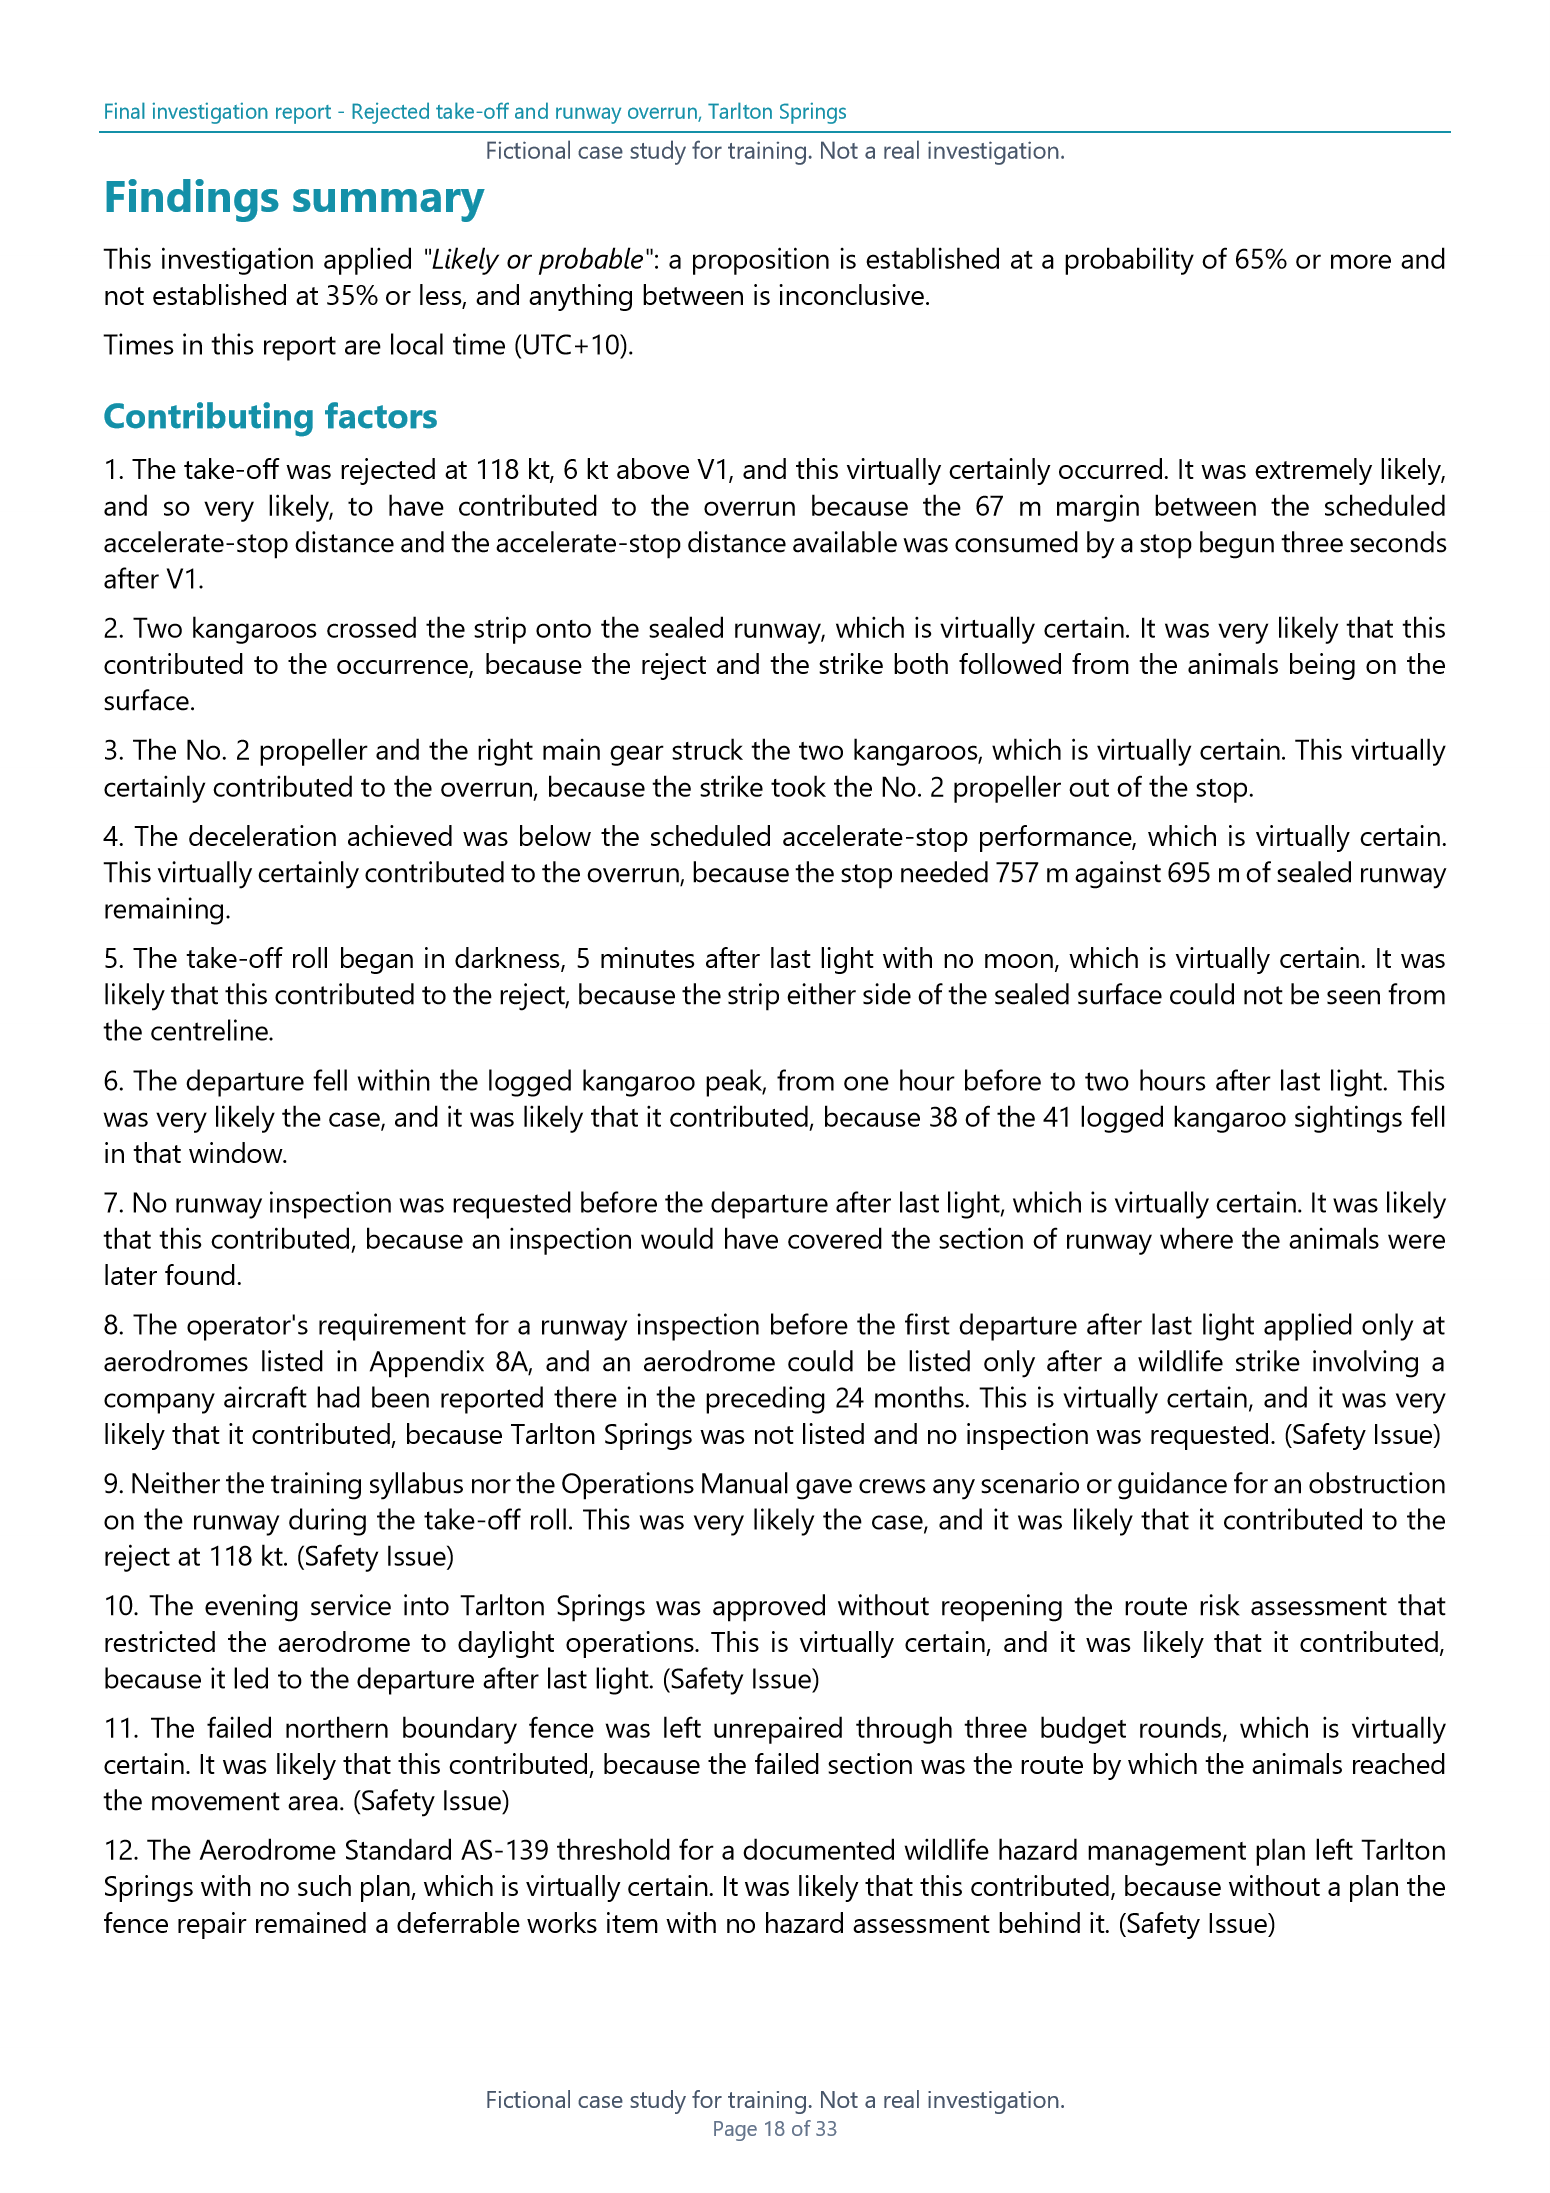 Final investigation report - Rejected take-off and runway overrun, Tarlton Springs
Fictional case study for training. Not a real investigation.
Findings summary
This investigation applied "Likely or probable": a proposition is established at a probability of 65% or more and
not established at 35% or less, and anything between is inconclusive.
Times in this report are local time (UTC+10).
Contributing factors
1. The take-off was rejected at 118 kt, 6 kt above V1, and this virtually certainly occurred. It was extremely likely,
and so very likely, to have contributed to the overrun because the 67 m margin between the scheduled
accelerate-stop distance and the accelerate-stop distance available was consumed by a stop begun three seconds
after V1.
2. Two kangaroos crossed the strip onto the sealed runway, which is virtually certain. It was very likely that this
contributed to the occurrence, because the reject and the strike both followed from the animals being on the
surface.
3. The No. 2 propeller and the right main gear struck the two kangaroos, which is virtually certain. This virtually
certainly contributed to the overrun, because the strike took the No. 2 propeller out of the stop.
4. The deceleration achieved was below the scheduled accelerate-stop performance, which is virtually certain.
This virtually certainly contributed to the overrun, because the stop needed 757 m against 695 m of sealed runway
remaining.
5. The take-off roll began in darkness, 5 minutes after last light with no moon, which is virtually certain. It was
likely that this contributed to the reject, because the strip either side of the sealed surface could not be seen from
the centreline.
6. The departure fell within the logged kangaroo peak, from one hour before to two hours after last light. This
was very likely the case, and it was likely that it contributed, because 38 of the 41 logged kangaroo sightings fell
in that window.
7. No runway inspection was requested before the departure after last light, which is virtually certain. It was likely
that this contributed, because an inspection would have covered the section of runway where the animals were
later found.
8. The operator's requirement for a runway inspection before the first departure after last light applied only at
aerodromes listed in Appendix 8A, and an aerodrome could be listed only after a wildlife strike involving a
company aircraft had been reported there in the preceding 24 months. This is virtually certain, and it was very
likely that it contributed, because Tarlton Springs was not listed and no inspection was requested. (Safety Issue)
9. Neither the training syllabus nor the Operations Manual gave crews any scenario or guidance for an obstruction
on the runway during the take-off roll. This was very likely the case, and it was likely that it contributed to the
reject at 118 kt. (Safety Issue)
10. The evening service into Tarlton Springs was approved without reopening the route risk assessment that
restricted the aerodrome to daylight operations. This is virtually certain, and it was likely that it contributed,
because it led to the departure after last light. (Safety Issue)
11. The failed northern boundary fence was left unrepaired through three budget rounds, which is virtually
certain. It was likely that this contributed, because the failed section was the route by which the animals reached
the movement area. (Safety Issue)
12. The Aerodrome Standard AS-139 threshold for a documented wildlife hazard management plan left Tarlton
Springs with no such plan, which is virtually certain. It was likely that this contributed, because without a plan the
fence repair remained a deferrable works item with no hazard assessment behind it. (Safety Issue)
Fictional case study for training. Not a real investigation.
Page 18 of 33